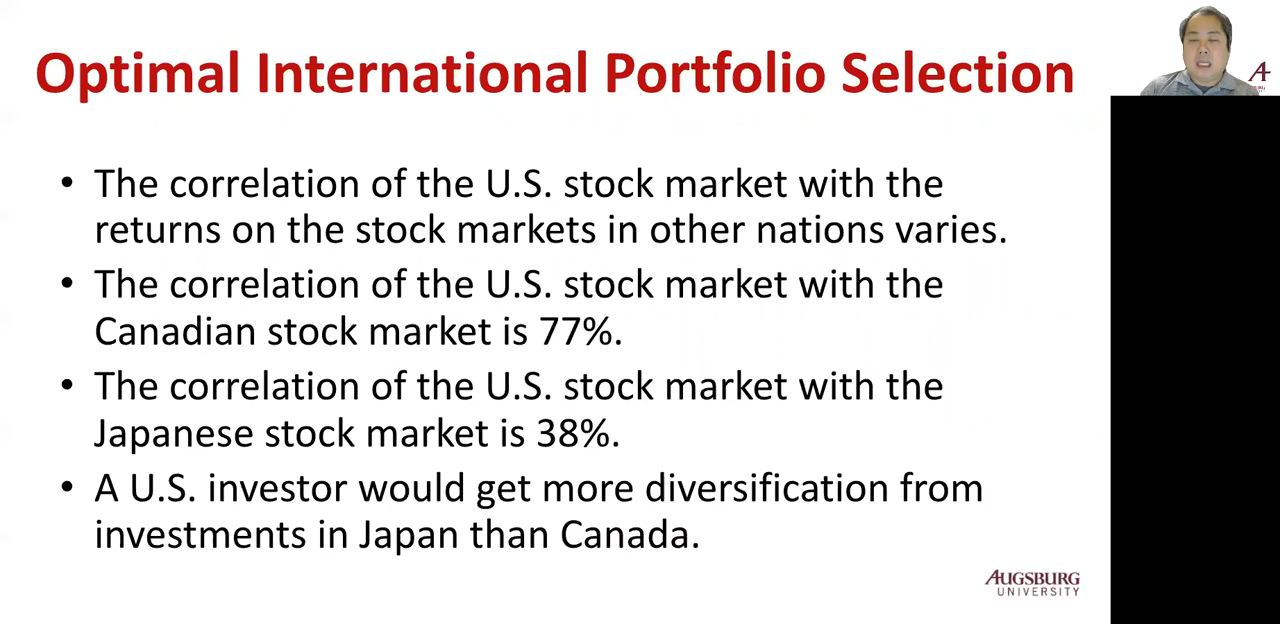 Optimal International Portfolio Selection
• The correlation of the U.S. stock market with the
returns on the stock markets in other nations varies.
• The correlation of the U.S. stock market with the
Canadian stock market is 77%.
• The correlation of the U.S. stock market with the
Japanese stock market is 38%.
• A U.S. investor would get more diversification from
investments in Japan than Canada.
AUGSBURG
UNIVERSITY
A